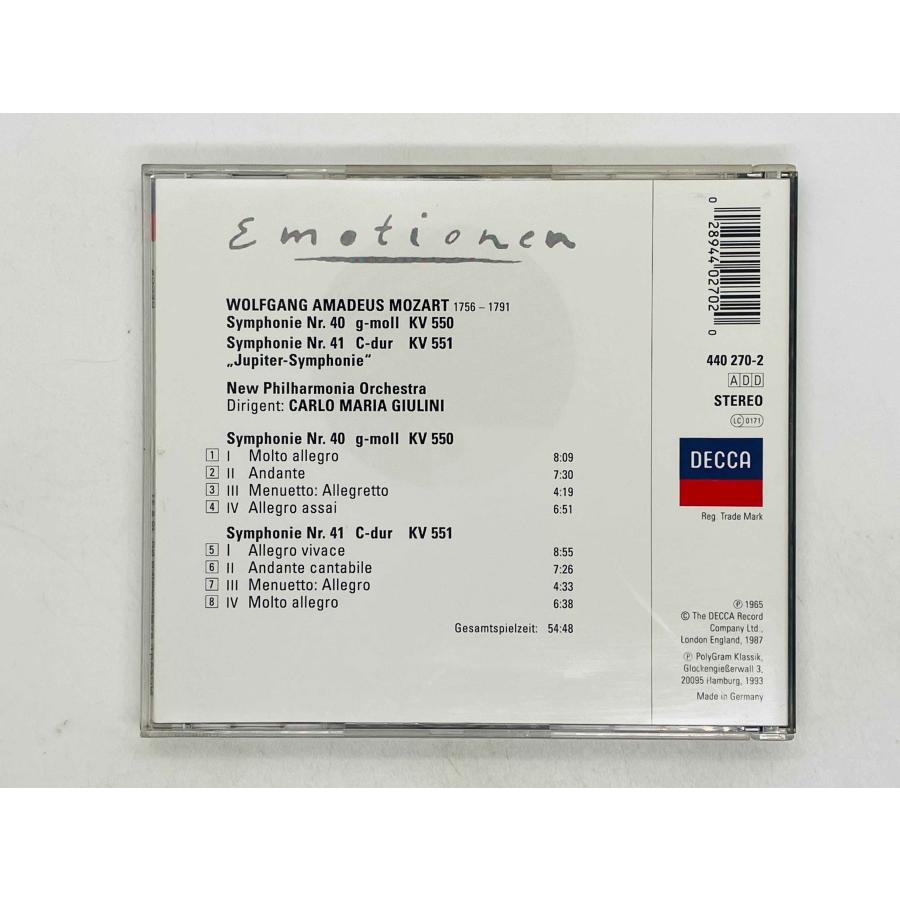 Emotionen
WOLFGANG AMADEUS MOZART 1756 – 1791
Symphonie Nr. 40 g-moll KV 550
Symphonie Nr. 41 C-dur KV 551
„Jupiter-Symphonie“
New Philharmonia Orchestra
Dirigent: CARLO MARIA GIULINI
Symphonie Nr. 40 g-moll KV 550
1 I Molto allegro 8:09
2 II Andante 7:30
3 III Menuetto: Allegretto 4:19
4 IV Allegro assai 6:51
Symphonie Nr. 41 C-dur KV 551
5 I Allegro vivace 8:55
6 II Andante cantabile 7:26
7 III Menuetto: Allegro 4:33
8 IV Molto allegro 6:38
Gesamtspielzeit: 54:48
0 28944 02702 0
440 270-2
ADD
STEREO
LC 0171
DECCA
Reg. Trade Mark
℗ 1965
© The DECCA Record
Company Ltd.,
London England, 1987
℗ PolyGram Klassik,
Glockengießerwall 3,
20095 Hamburg, 1993
Made in Germany